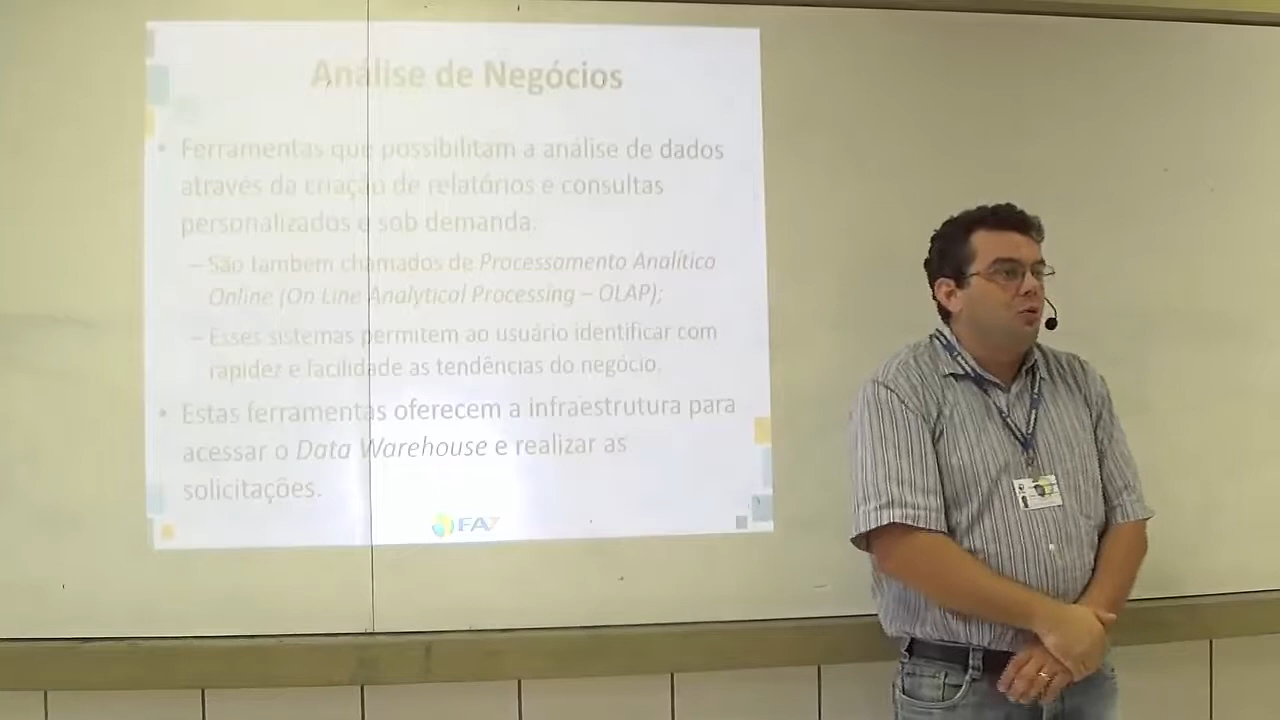 Análise de Negócios
• Ferramentas que possibilitam a análise de dados
através da criação de relatórios e consultas
personalizados e sob demanda.
– São tambem chamados de Processamento Analítico
Online (On Line Analytical Processing – OLAP);
– Esses sistemas permitem ao usuário identificar com
rapidez e facilidade as tendências do negócio.
• Estas ferramentas oferecem a infraestrutura para
acessar o Data Warehouse e realizar as
solicitações.
FA7